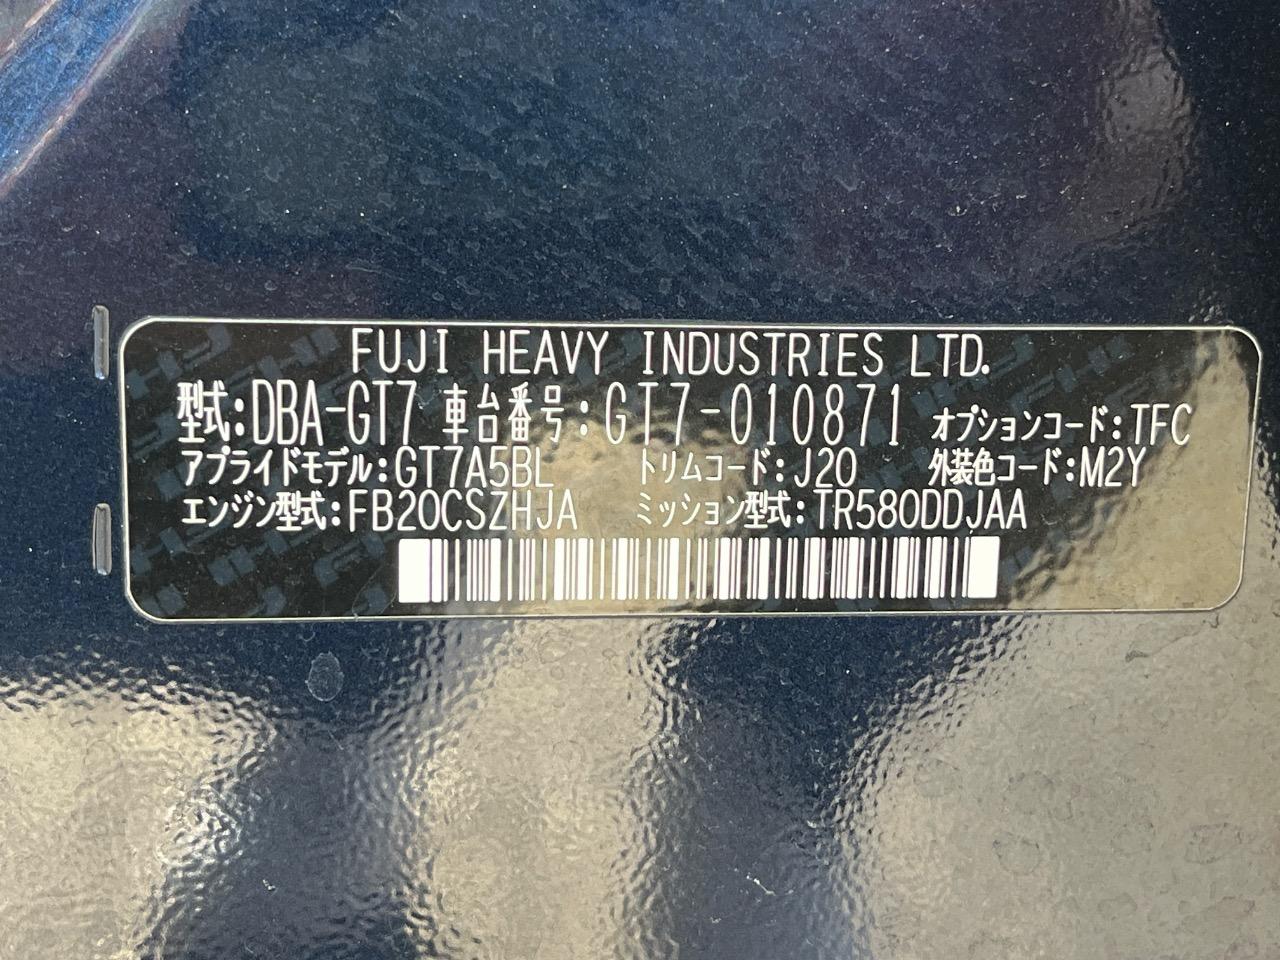 FUJI HEAVY INDUSTRIES LTD.
型式:DBA-GT7 車台番号:GT7-010871 オプションコード:TFC
アプライドモデル:GT7A5BL トリムコード:J20 外装色コード:M2Y
エンジン型式:FB20CSZHJA ミッション型式:TR580DDJAA